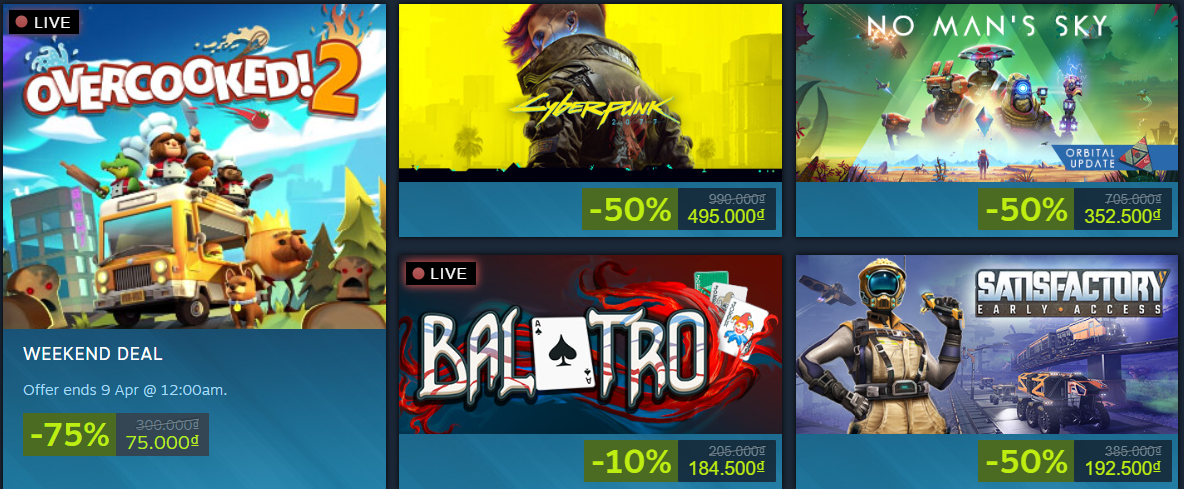 LIVE
OVERCOOKED! 2
WEEKEND DEAL
Offer ends 9 Apr @ 12:00am.
-75%
300.000₫
75.000₫
CYBERPUNK
2077
-50%
990.000₫
495.000₫
NO MAN'S SKY
ORBITAL
UPDATE
-50%
705.000₫
352.500₫
LIVE
BALATRO
A
A
-10%
205.000₫
184.500₫
SATISFACTORY
EARLY ACCESS
-50%
385.000₫
192.500₫